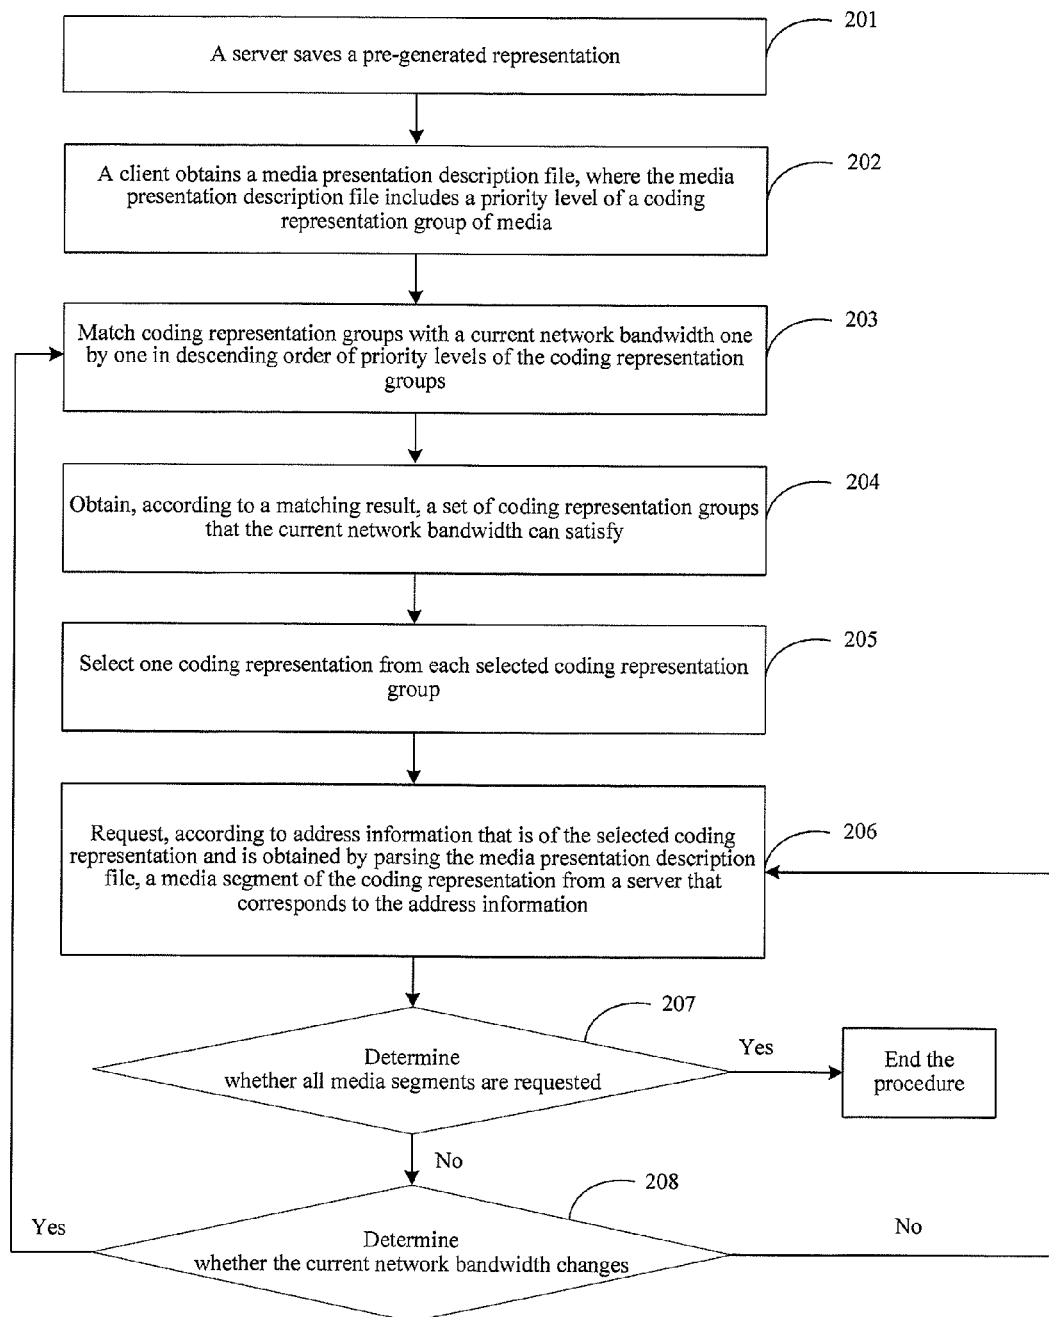 201
A server saves a pre-generated representation
202
A client obtains a media presentation description file, where the media
presentation description file includes a priority level of a coding
representation group of media
203
Match coding representation groups with a current network bandwidth one
by one in descending order of priority levels of the coding representation
groups
204
Obtain, according to a matching result, a set of coding representation groups
that the current network bandwidth can satisfy
205
Select one coding representation from each selected coding representation
group
206
Request, according to address information that is of the selected coding
representation and is obtained by parsing the media presentation description
file, a media segment of the coding representation from a server that
corresponds to the address information
207
Determine
whether all media segments are requested
Yes
End the
procedure
No
208
Determine
whether the current network bandwidth changes
Yes
No